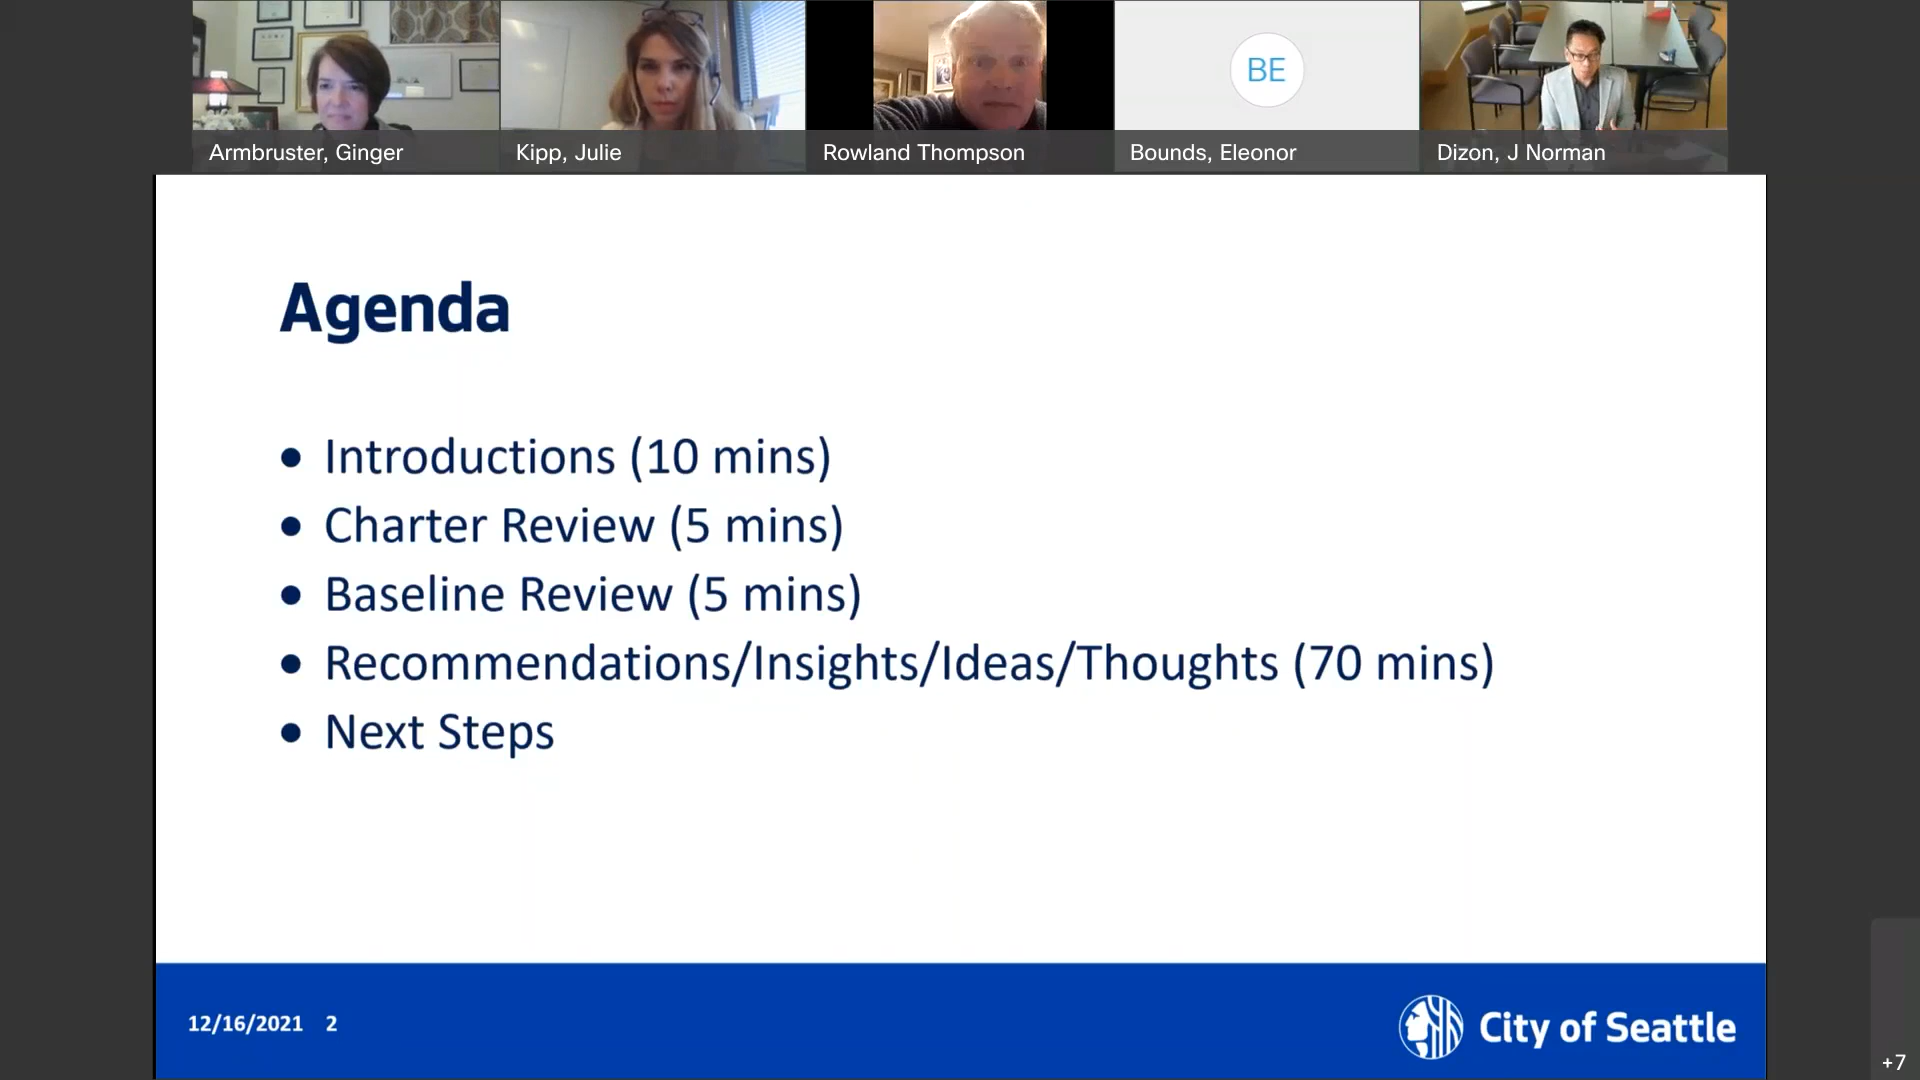 Armbruster, Ginger
Kipp, Julie
Rowland Thompson
BE
Bounds, Eleonor
Dizon, J Norman
Agenda
• Introductions (10 mins)
• Charter Review (5 mins)
• Baseline Review (5 mins)
• Recommendations/Insights/Ideas/Thoughts (70 mins)
• Next Steps
12/16/2021 2
City of Seattle
+7